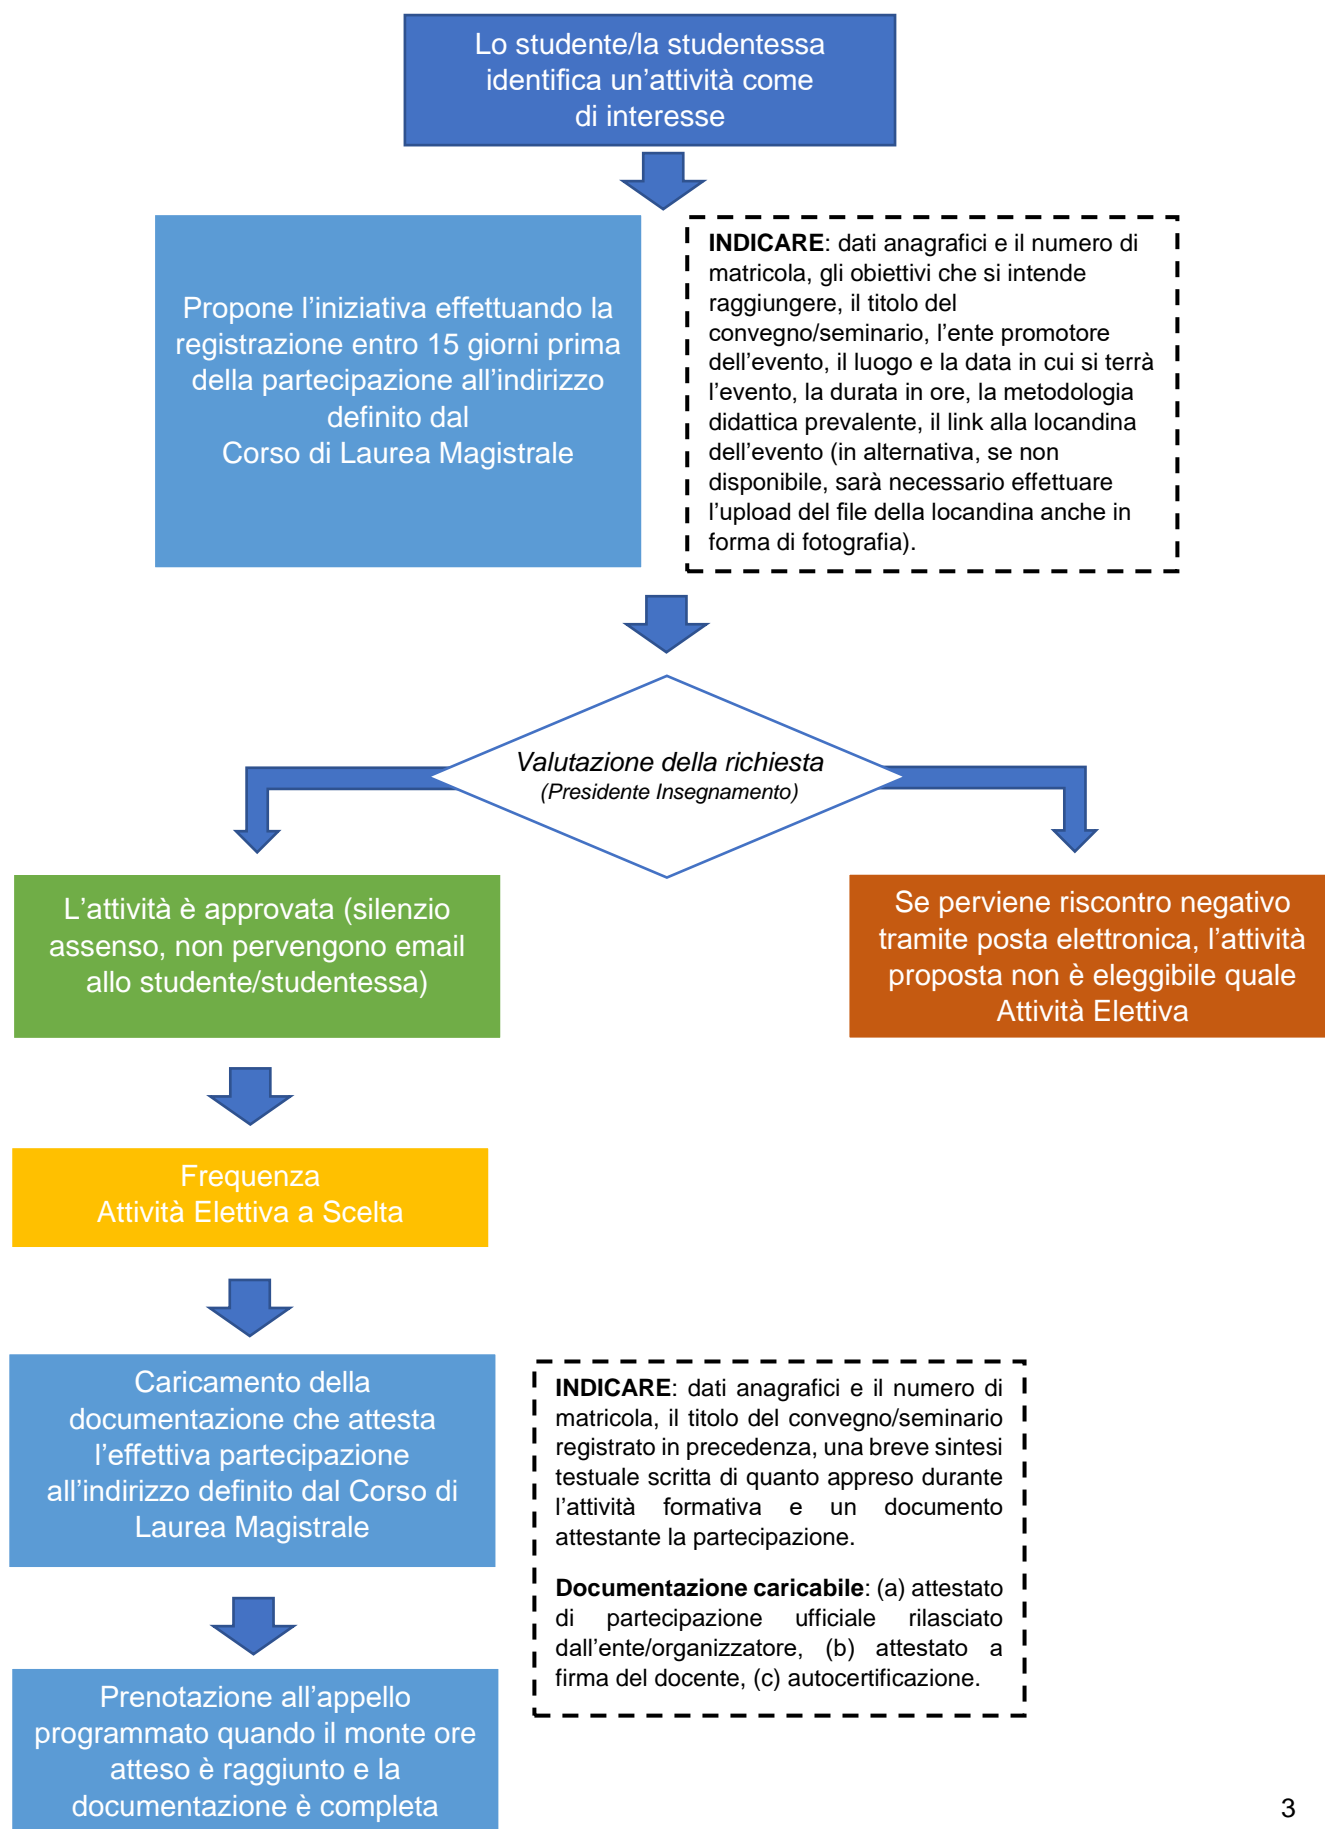 Lo studente/la studentessa
identifica un’attività come
di interesse
Propone l’iniziativa effettuando la
registrazione entro 15 giorni prima
della partecipazione all’indirizzo
definito dal
Corso di Laurea Magistrale
INDICARE: dati anagrafici e il numero di
matricola, gli obiettivi che si intende
raggiungere, il titolo del
convegno/seminario, l’ente promotore
dell’evento, il luogo e la data in cui si terrà
l’evento, la durata in ore, la metodologia
didattica prevalente, il link alla locandina
dell’evento (in alternativa, se non
disponibile, sarà necessario effettuare
l’upload del file della locandina anche in
forma di fotografia).
Valutazione della richiesta
(Presidente Insegnamento)
L’attività è approvata (silenzio
assenso, non pervengono email
allo studente/studentessa)
Se perviene riscontro negativo
tramite posta elettronica, l’attività
proposta non è eleggibile quale
Attività Elettiva
Frequenza
Attività Elettiva a Scelta
Caricamento della
documentazione che attesta
l’effettiva partecipazione
all’indirizzo definito dal Corso di
Laurea Magistrale
INDICARE: dati anagrafici e il numero di
matricola, il titolo del convegno/seminario
registrato in precedenza, una breve sintesi
testuale scritta di quanto appreso durante
l’attività formativa e un documento
attestante la partecipazione.
Documentazione caricabile: (a) attestato
di partecipazione ufficiale rilasciato
dall’ente/organizzatore, (b) attestato a
firma del docente, (c) autocertificazione.
Prenotazione all’appello
programmato quando il monte ore
atteso è raggiunto e la
documentazione è completa
3